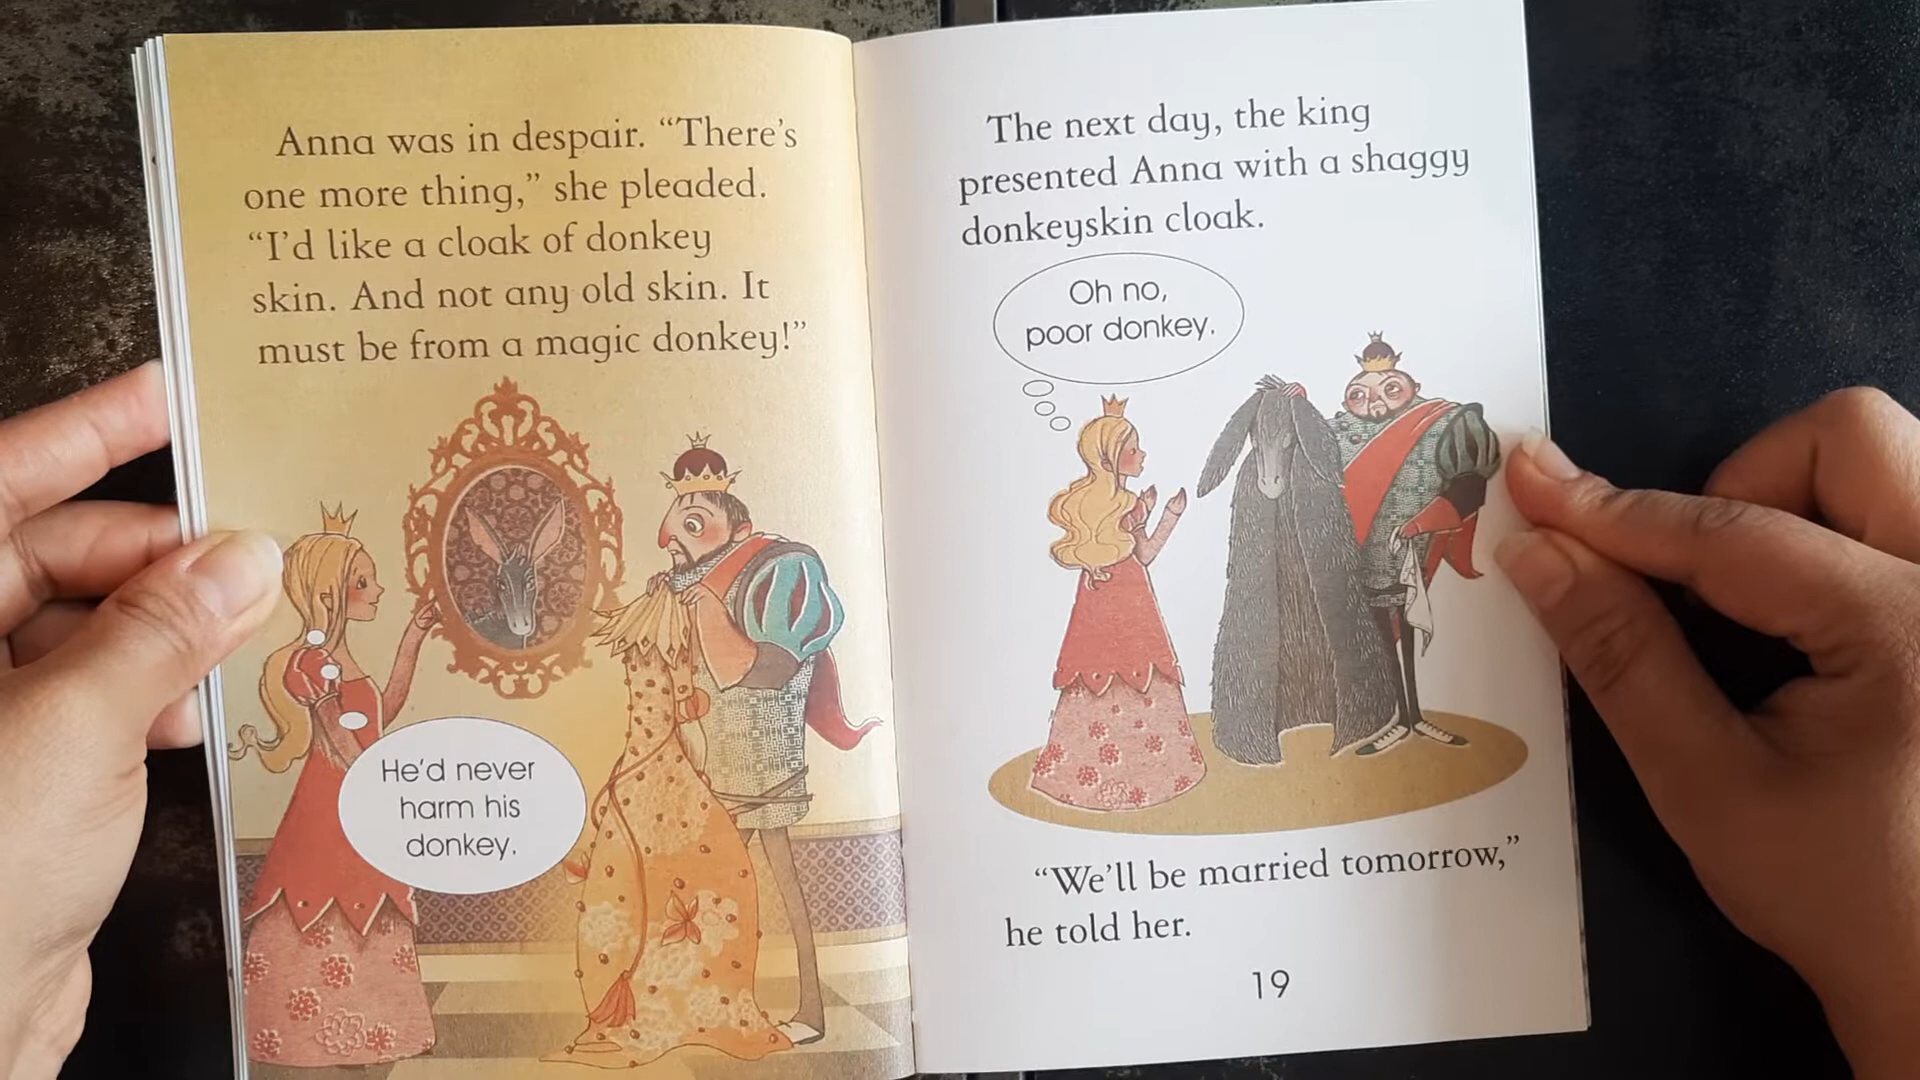 Anna was in despair. “There’s
one more thing,” she pleaded.
“I’d like a cloak of donkey
skin. And not any old skin. It
must be from a magic donkey!”
He’d never
harm his
donkey.
The next day, the king
presented Anna with a shaggy
donkeyskin cloak.
Oh no,
poor donkey.
“We’ll be married tomorrow,”
he told her.
19